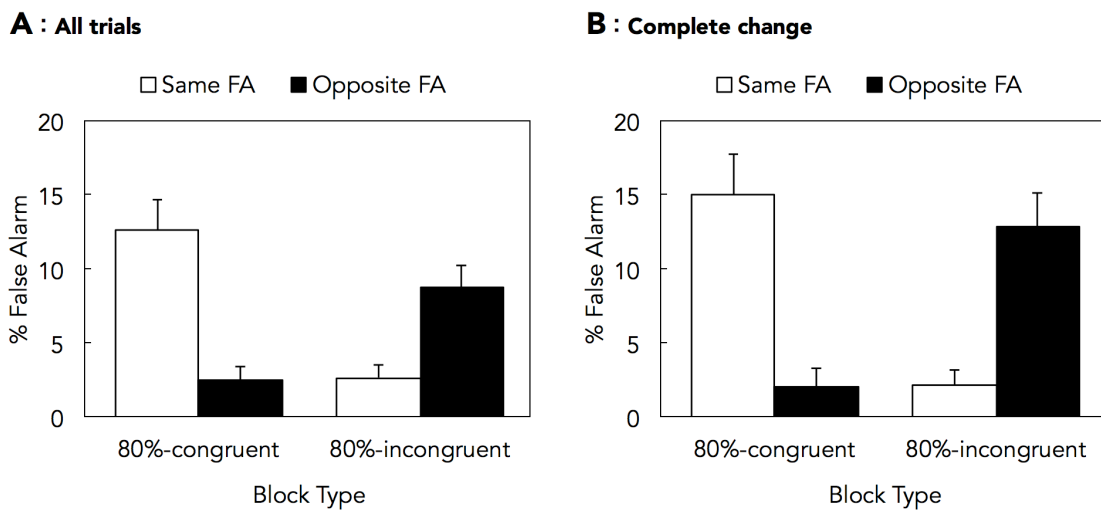 A : All trials
Same FA Opposite FA
20
15
10
5
0
% False Alarm
80%-congruent 80%-incongruent
Block Type
B : Complete change
Same FA Opposite FA
20
15
10
5
0
% False Alarm
80%-congruent 80%-incongruent
Block Type